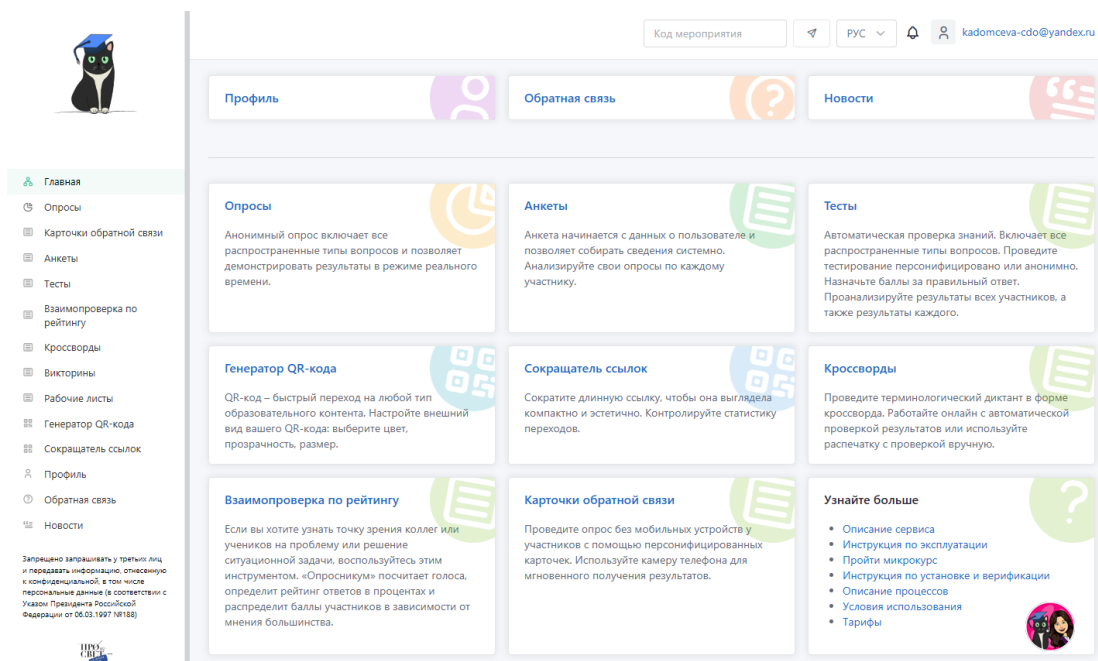 Код мероприятия
РУС
kadomceva-cdo@yandex.ru
Главная
Опросы
Карточки обратной связи
Анкеты
Тесты
Взаимопроверка по
рейтингу
Кроссворды
Викторины
Рабочие листы
Генератор QR-кода
Сокращатель ссылок
Профиль
Обратная связь
Новости
Запрещено запрашивать у третьих лиц
и передавать информацию, отнесенную
к конфиденциальной, в том числе
персональные данные (в соответствии с
Указом Президента Российской
Федерации от 06.03.1997 №188)
ПРО
СВЕТ
Профиль
Обратная связь
Новости
Опросы
Анонимный опрос включает все
распространенные типы вопросов и позволяет
демонстрировать результаты в режиме реального
времени.
Анкеты
Анкета начинается с данных о пользователе и
позволяет собирать сведения системно.
Анализируйте свои опросы по каждому
участнику.
Тесты
Автоматическая проверка знаний. Включает все
распространенные типы вопросов. Проведите
тестирование персонифицировано или анонимно.
Назначьте баллы за правильный ответ.
Проанализируйте результаты всех участников, а
также результаты каждого.
Генератор QR-кода
QR-код – быстрый переход на любой тип
образовательного контента. Настройте внешний
вид вашего QR-кода: выберите цвет,
прозрачность, размер.
Сокращатель ссылок
Сократите длинную ссылку, чтобы она выглядела
компактно и эстетично. Контролируйте статистику
переходов.
Кроссворды
Проведите терминологический диктант в форме
кроссворда. Работайте онлайн с автоматической
проверкой результатов или используйте
распечатку с проверкой вручную.
Взаимопроверка по рейтингу
Если вы хотите узнать точку зрения коллег или
учеников на проблему или решение
ситуационной задачи, воспользуйтесь этим
инструментом. «Опросникум» посчитает голоса,
определит рейтинг ответов в процентах и
распределит баллы участников в зависимости от
мнения большинства.
Карточки обратной связи
Проведите опрос без мобильных устройств у
участников с помощью персонифицированных
карточек. Используйте камеру телефона для
мгновенного получения результатов.
Узнайте больше
Описание сервиса
Инструкция по эксплуатации
Пройти микрокурс
Инструкция по установке и верификации
Описание процессов
Условия использования
Тарифы